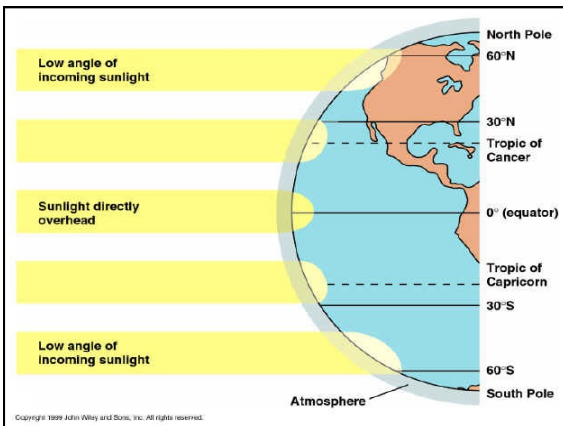 North Pole
Low angle of
incoming sunlight
60°N
30°N
Tropic of
Cancer
Sunlight directly
overhead
0° (equator)
Tropic of
Capricorn
30°S
Low angle of
incoming sunlight
60°S
South Pole
Atmosphere
Copyright 1999 John Wiley and Sons, Inc. All rights reserved.